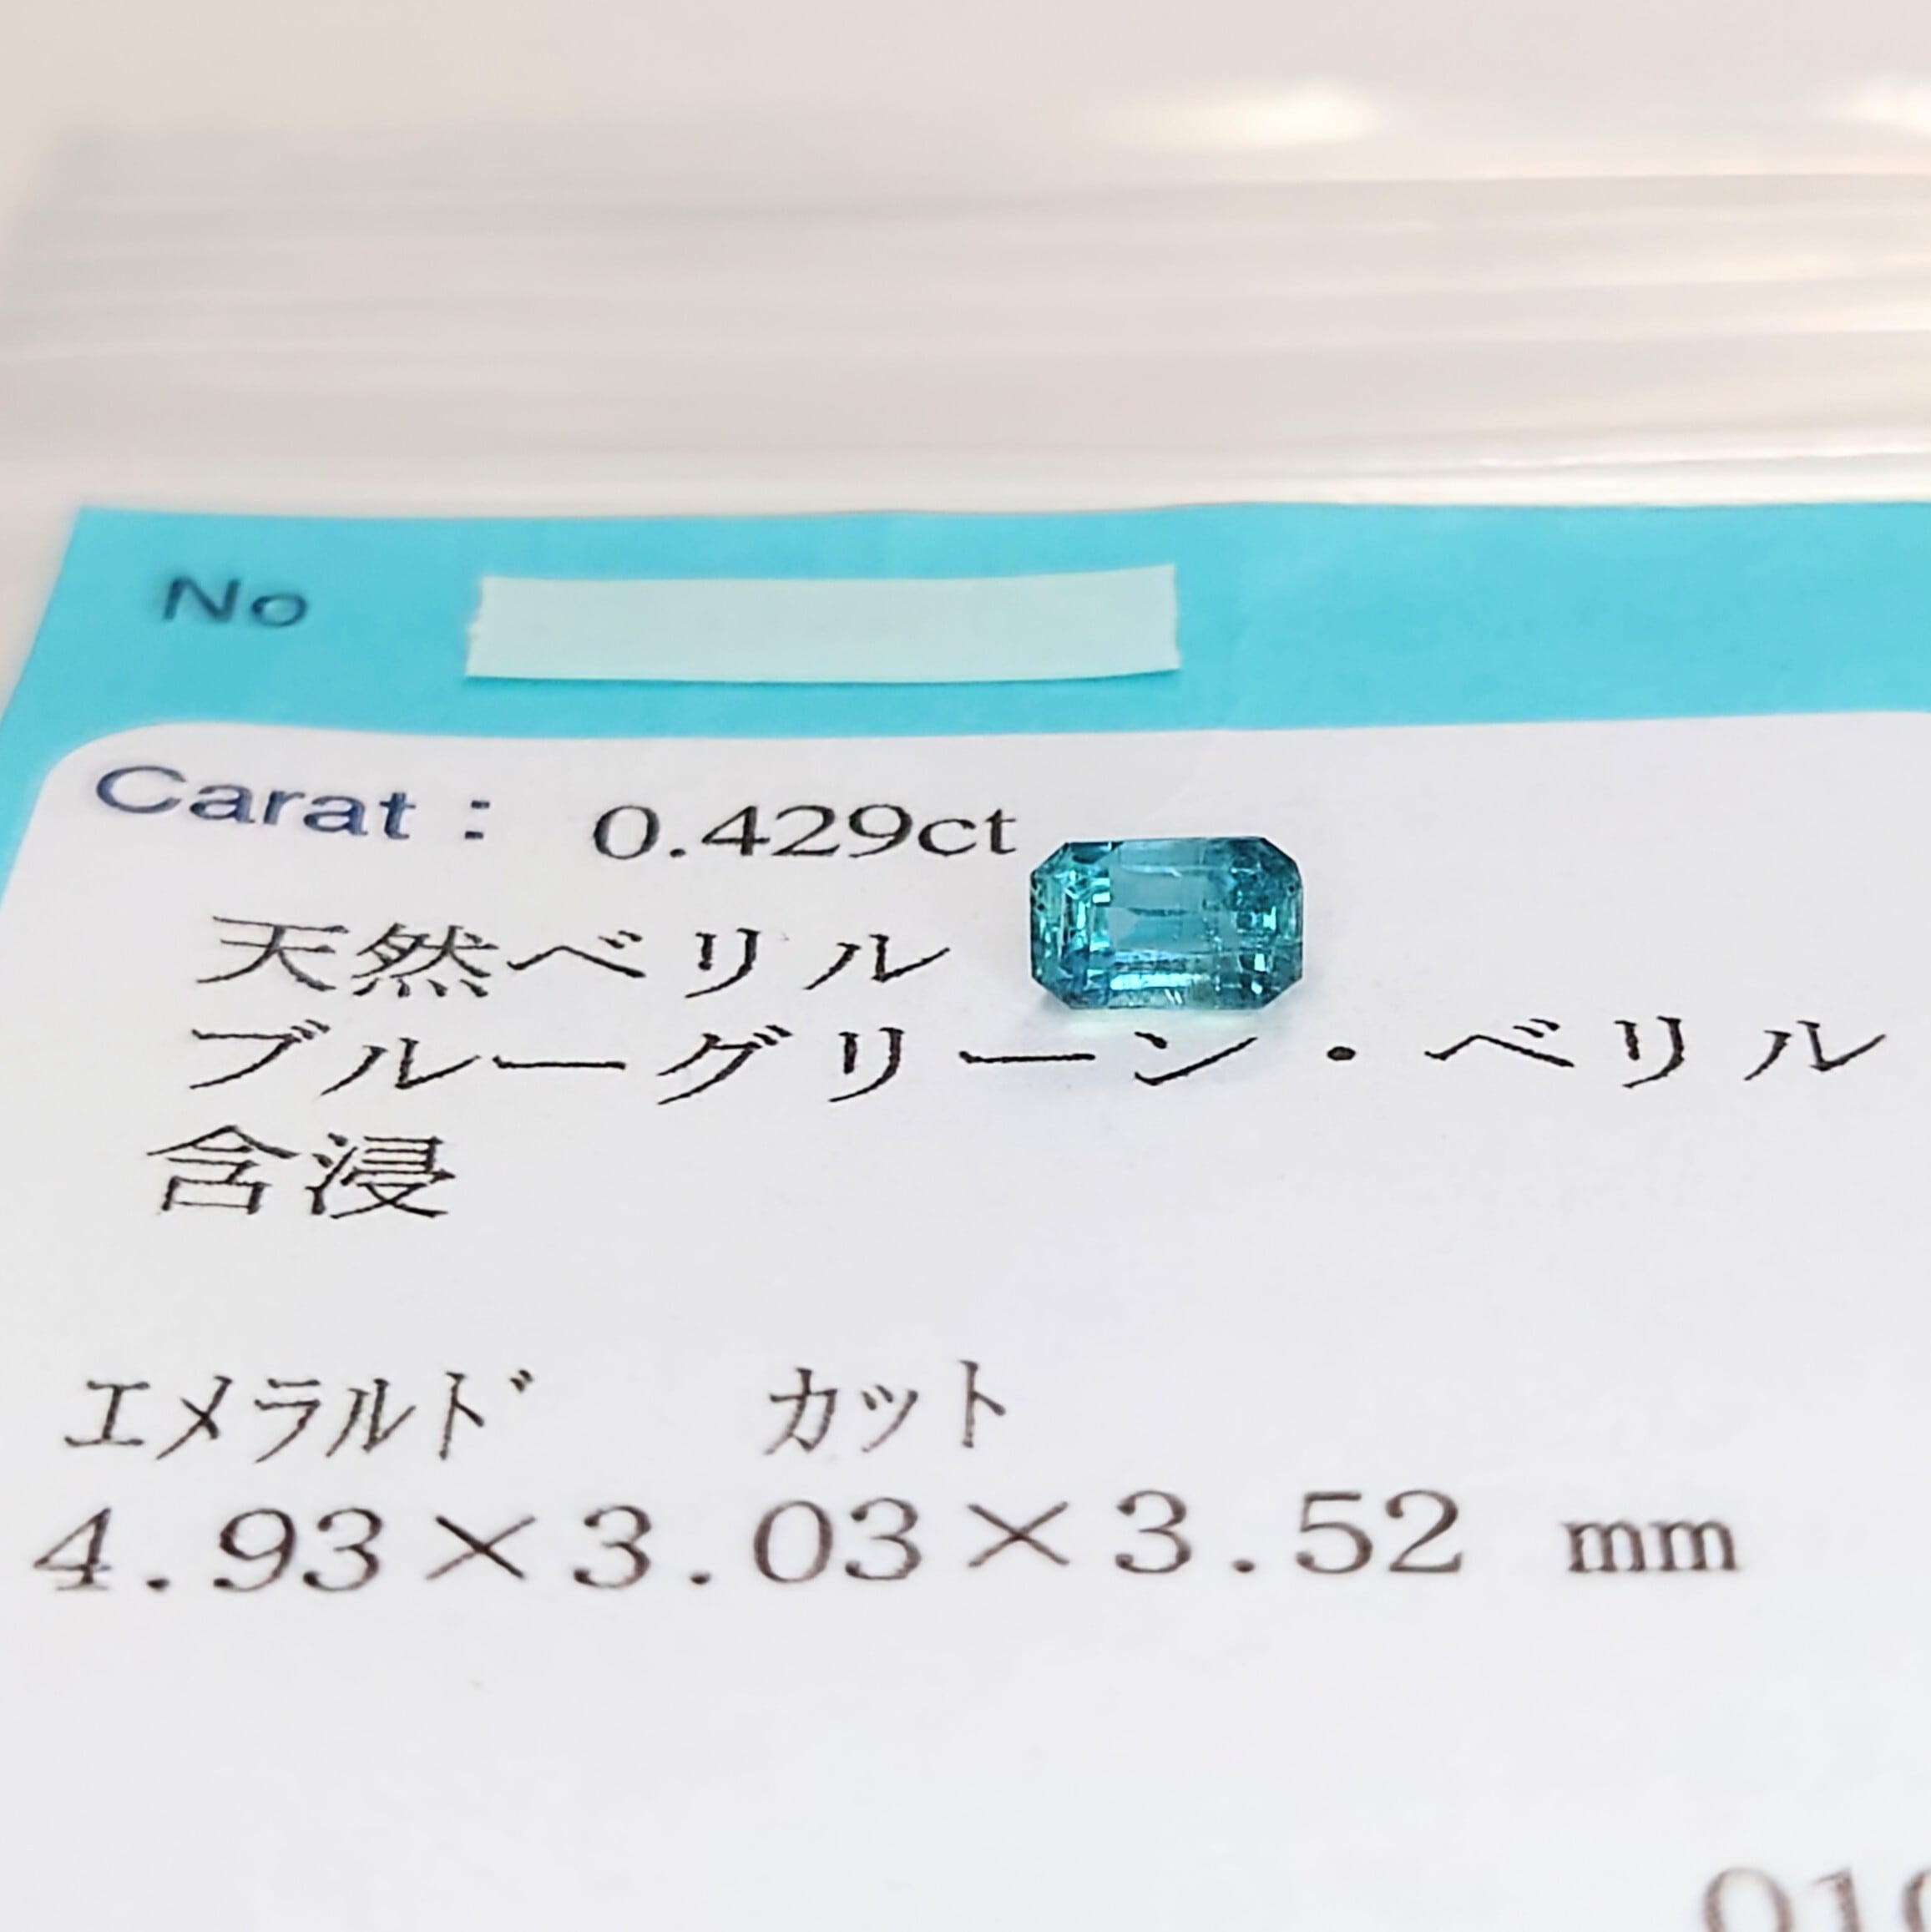 No
Carat : 0.429ct
天然ベリル
ブルーグリーン・ベリル
含浸
エメラルド カット
4.93×3.03×3.52 mm